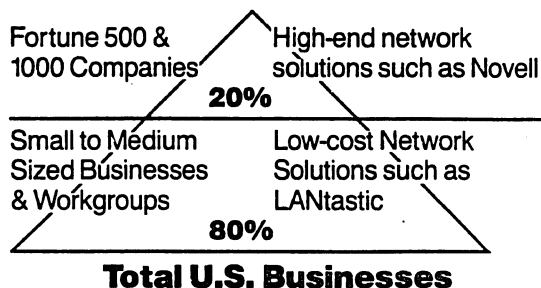 Fortune 500 &
1000 Companies
High-end network
solutions such as Novell
20%
Small to Medium
Sized Businesses
& Workgroups
Low-cost Network
Solutions such as
LANtastic
80%
Total U.S. Businesses